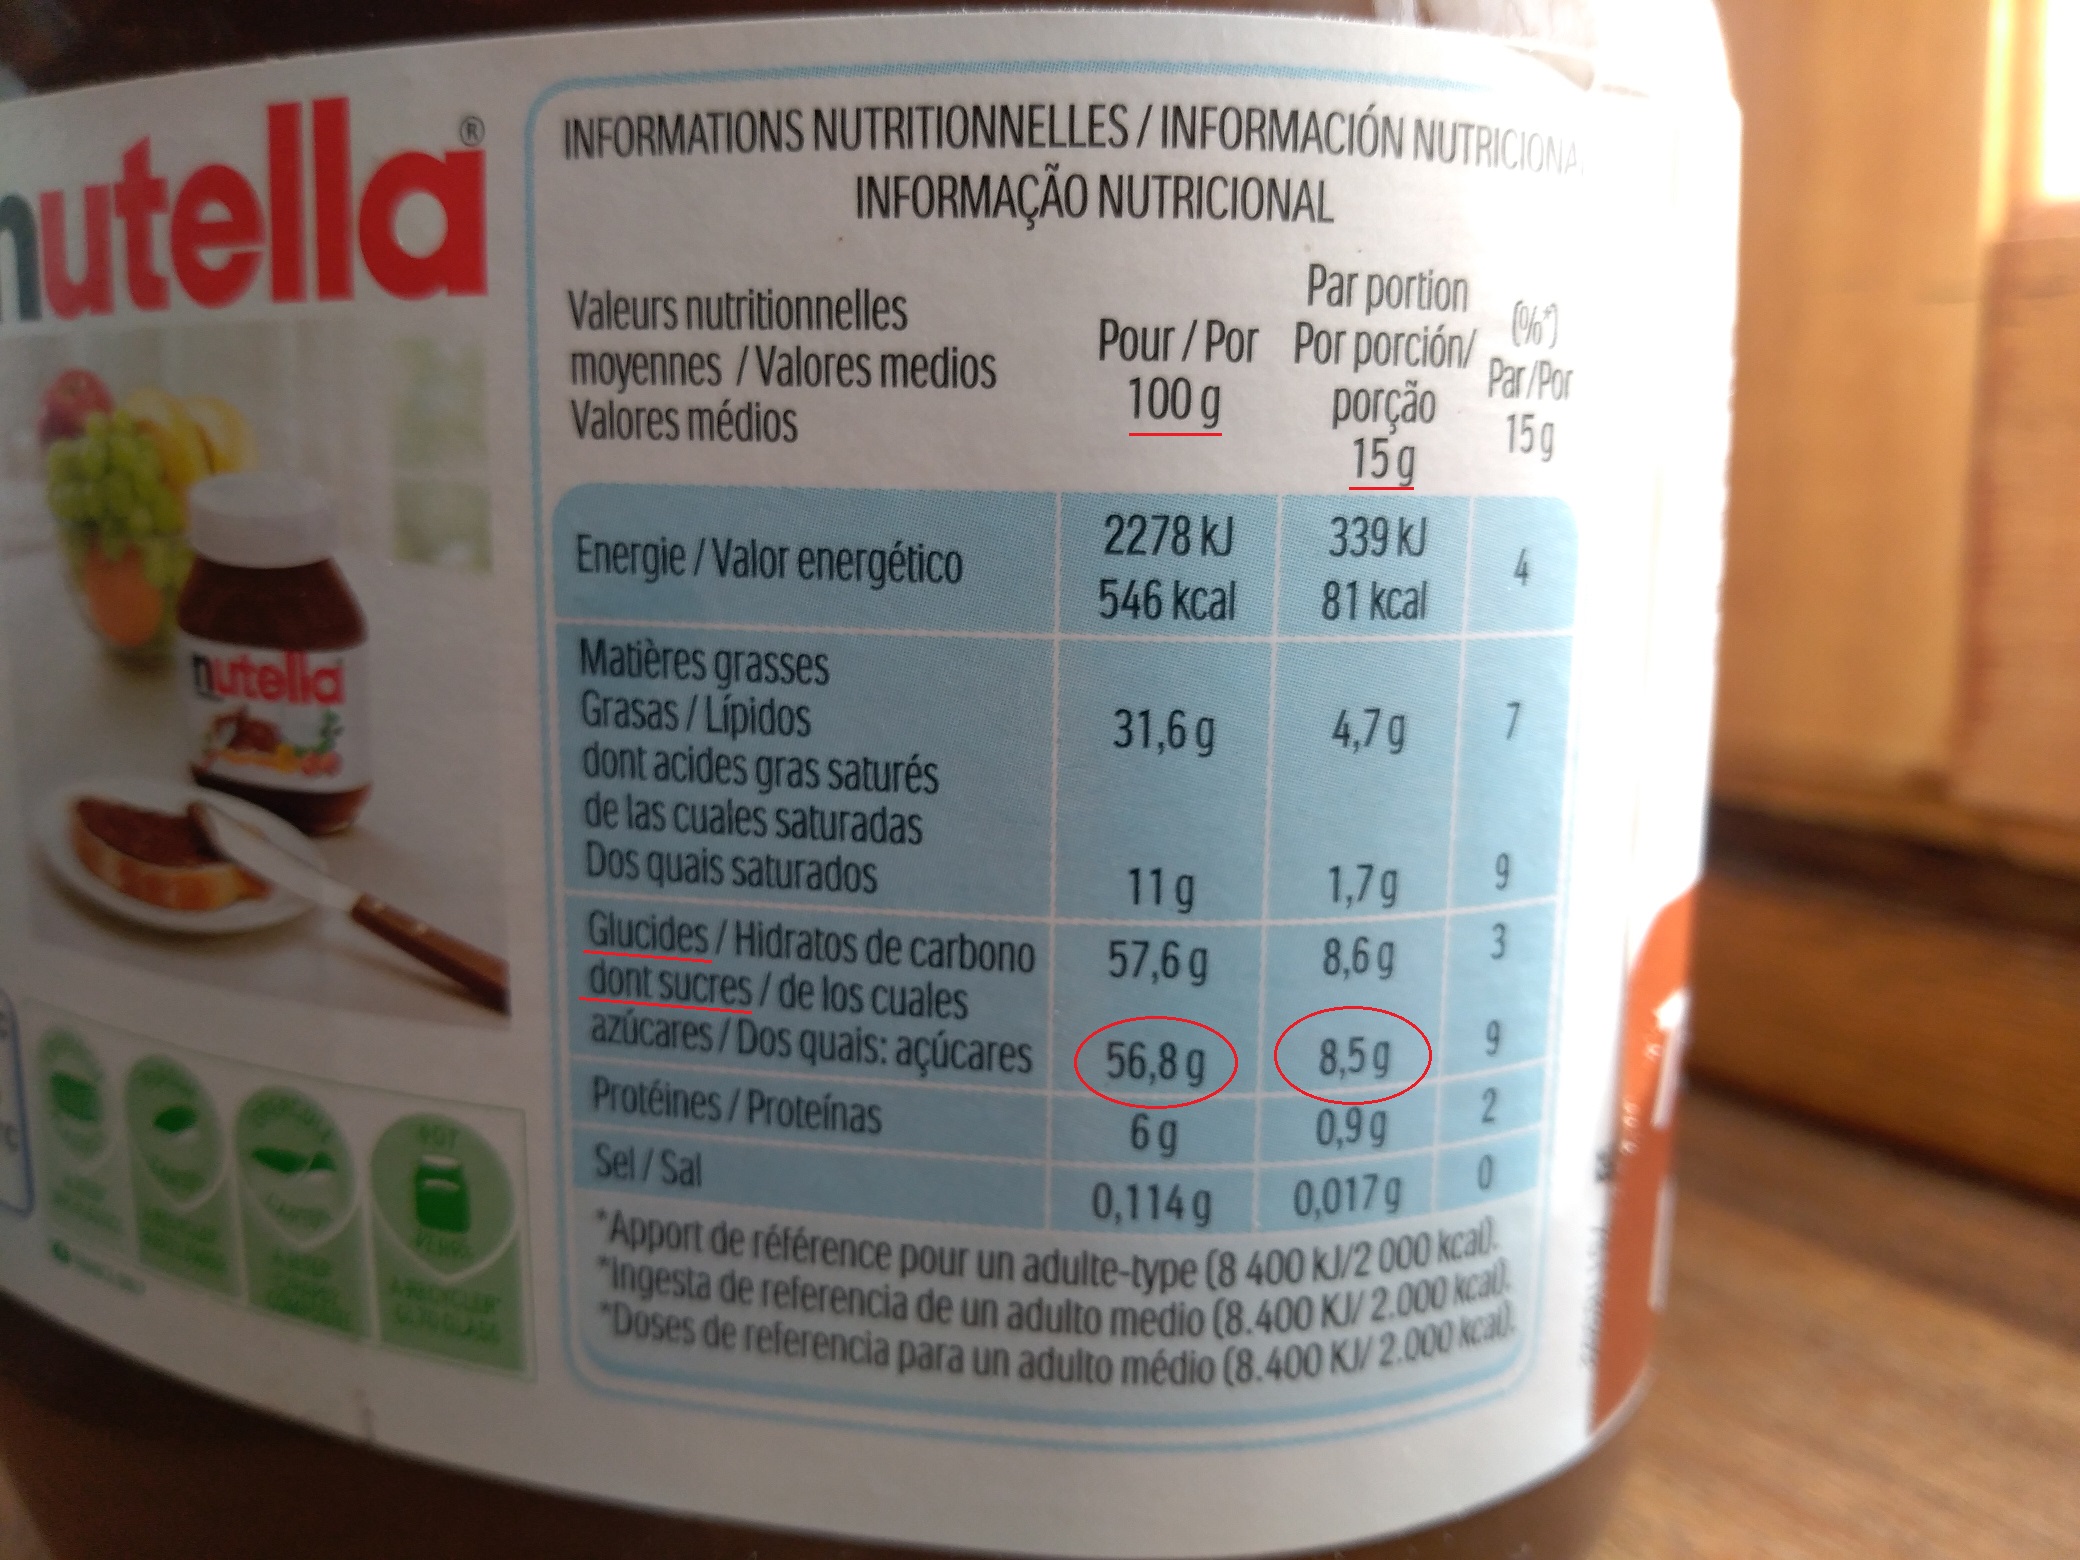 nutella®
INFORMATIONS NUTRITIONNELLES / INFORMACIÓN NUTRICIONA
INFORMAÇÃO NUTRICIONAL
Valeurs nutritionnelles
moyennes / Valores medios
Valores médios
Pour / Por
100 g
Par portion
Por porción/
porção
15 g
(%*)
Par/Por
15 g
Energie / Valor energético
2278 kJ 339 kJ
546 kcal 81 kcal
4
Matières grasses
Grasas / Lípidos 31,6 g 4,7 g 7
dont acides gras saturés
de las cuales saturadas
Dos quais saturados 11 g 1,7 g 9
Glucides / Hidratos de carbono 57,6 g 8,6 g 3
dont sucres / de los cuales
azúcares / Dos quais: açúcares 56,8 g 8,5 g 9
Protéines / Proteínas 6 g 0,9 g 2
Sel / Sal 0,114 g 0,017 g 0
*Apport de référence pour un adulte-type (8 400 kJ/2 000 kcal).
*Ingesta de referencia de un adulto medio (8.400 KJ/ 2.000 kcal).
*Doses de referencia para un adulto médio (8.400 KJ/ 2.000 kcal).
nutella